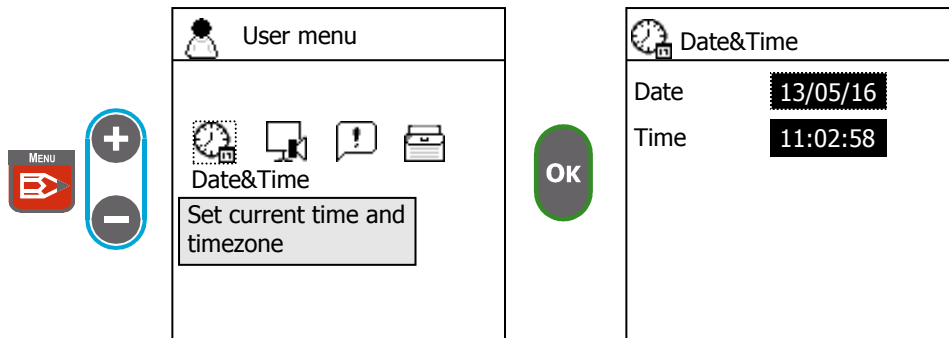 MENU
+
−
User menu
Date&Time
Set current time and
timezone
OK
Date&Time
Date 13/05/16
Time 11:02:58